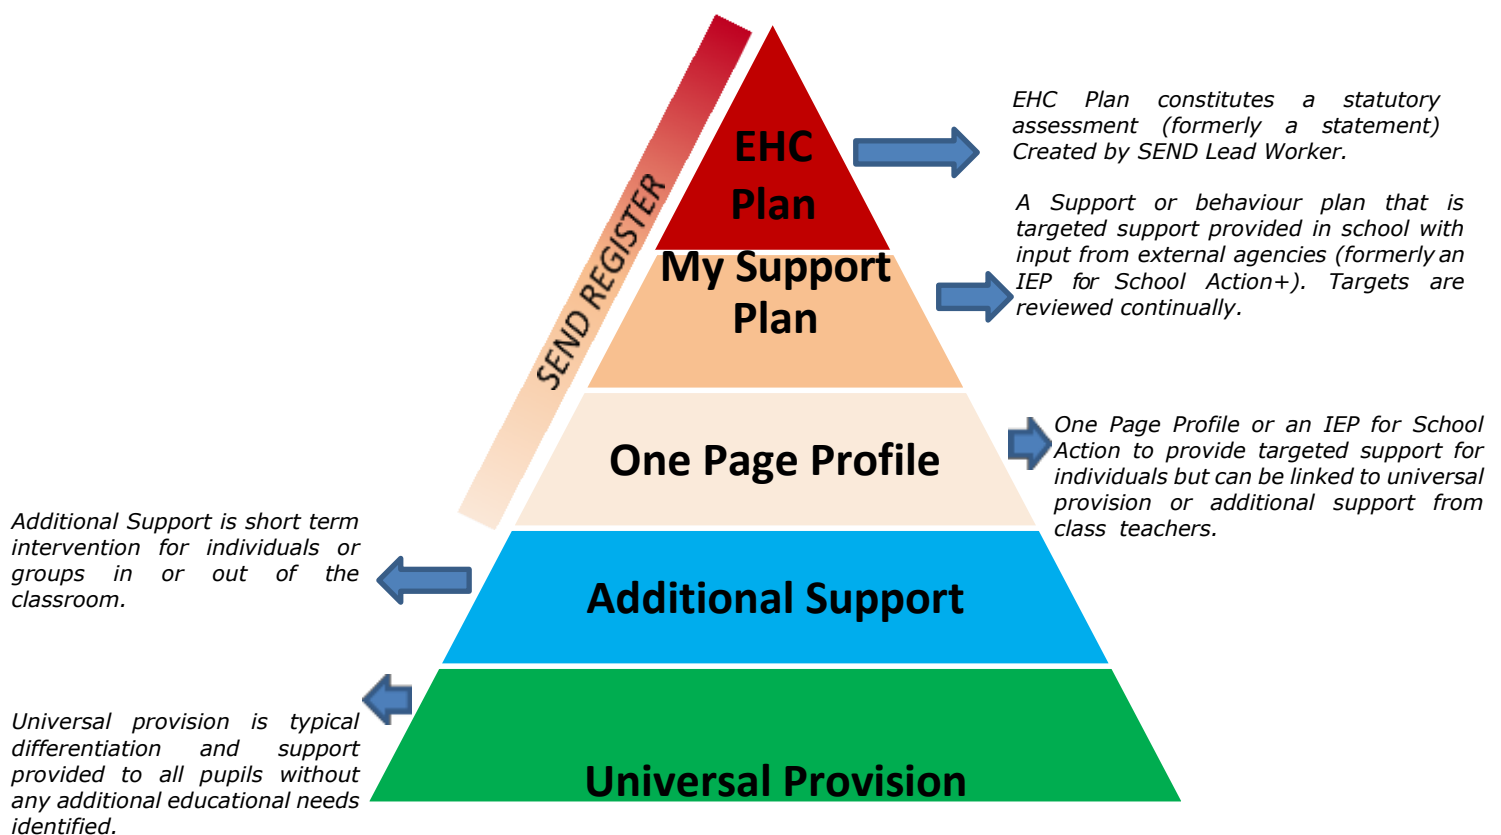 SEND REGISTER
EHC
Plan
EHC Plan constitutes a statutory
assessment (formerly a statement)
Created by SEND Lead Worker.
My Support
Plan
A Support or behaviour plan that is
targeted support provided in school with
input from external agencies (formerly an
IEP for School Action+). Targets are
reviewed continually.
One Page Profile
One Page Profile or an IEP for School
Action to provide targeted support for
individuals but can be linked to universal
provision or additional support from
class teachers.
Additional Support is short term
intervention for individuals or
groups in or out of the
classroom.
Additional Support
Universal provision is typical
differentiation and support
provided to all pupils without
any additional educational needs
identified.
Universal Provision